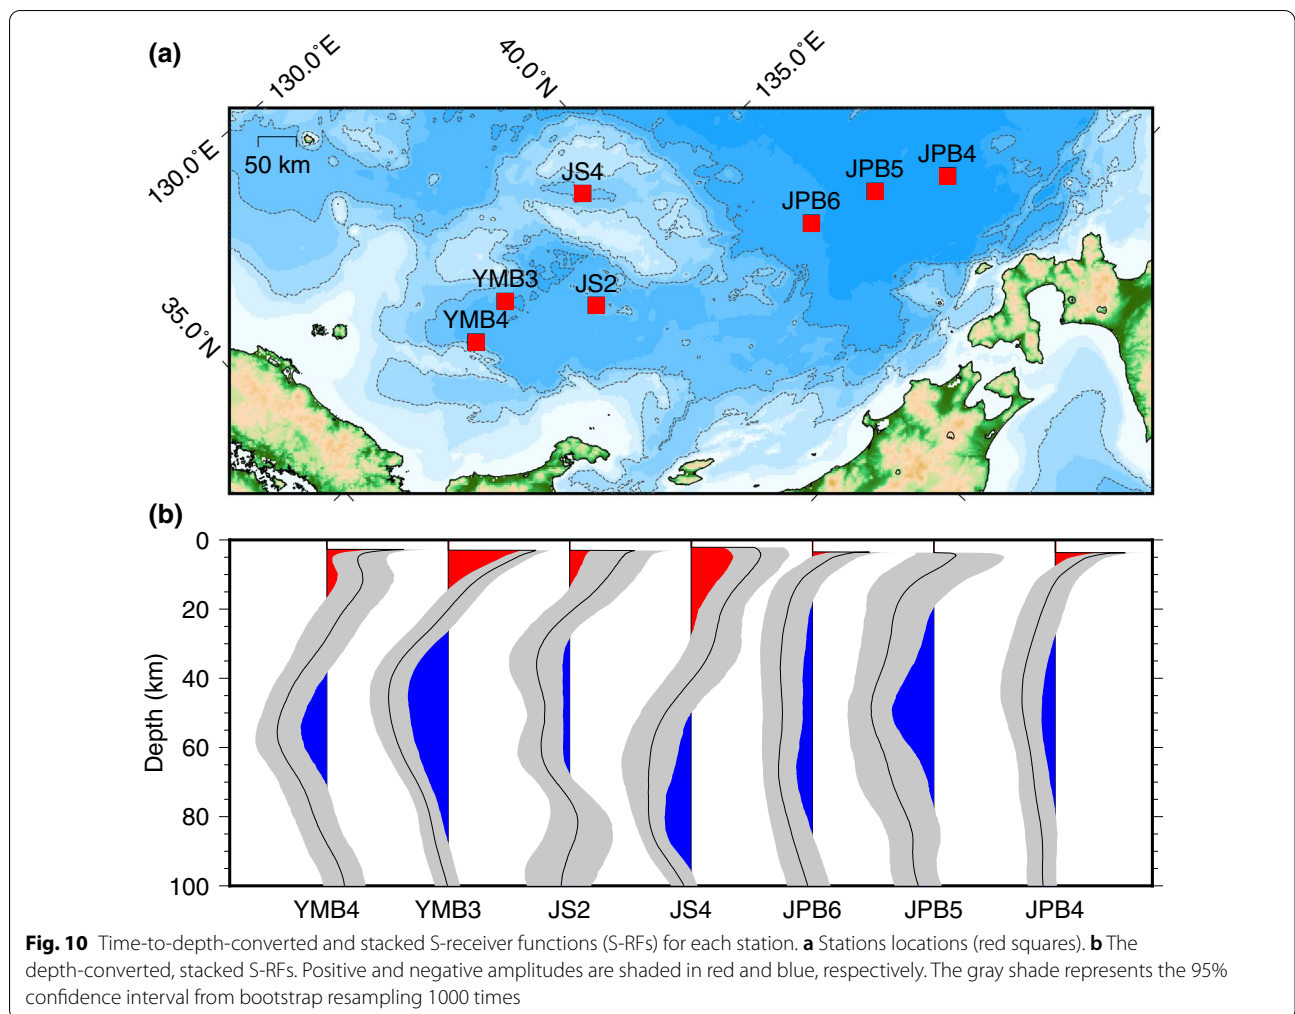 (a)
130.0°E
40.0°N
135.0°E
130.0°E
50 km
JS4
JPB4
JPB5
JPB6
YMB3
JS2
YMB4
35.0°N
(b)
0
20
40
60
80
100
Depth (km)
YMB4 YMB3 JS2 JS4 JPB6 JPB5 JPB4
Fig. 10 Time-to-depth-converted and stacked S-receiver functions (S-RFs) for each station. a Stations locations (red squares). b The
depth-converted, stacked S-RFs. Positive and negative amplitudes are shaded in red and blue, respectively. The gray shade represents the 95%
confidence interval from bootstrap resampling 1000 times